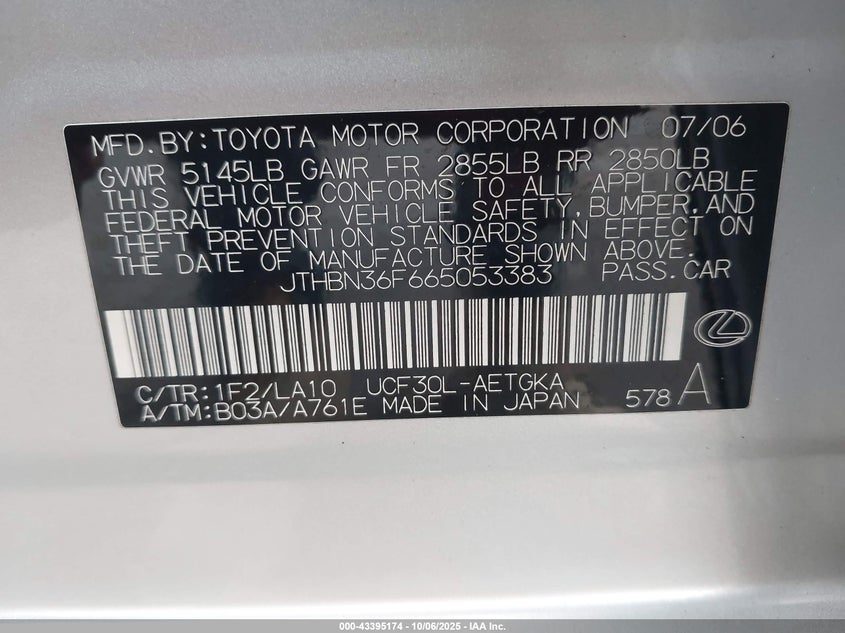 MFD.BY:TOYOTA MOTOR CORPORATION 07/06
GVWR 5145LB GAWR FR 2855LB RR 2850LB
THIS VEHICLE CONFORMS TO ALL APPLICABLE
FEDERAL MOTOR VEHICLE SAFETY,BUMPER,AND
THEFT PREVENTION STANDARDS IN EFFECT ON
THE DATE OF MANUFACTURE SHOWN ABOVE.
JTHBN36F665053383 PASS.CAR
C/TR:1F2/LA10 UCF30L-AETGKA
A/TM:B03A/A761E MADE IN JAPAN 578 A
000-43395174 - 10/06/2025 - IAA Inc.